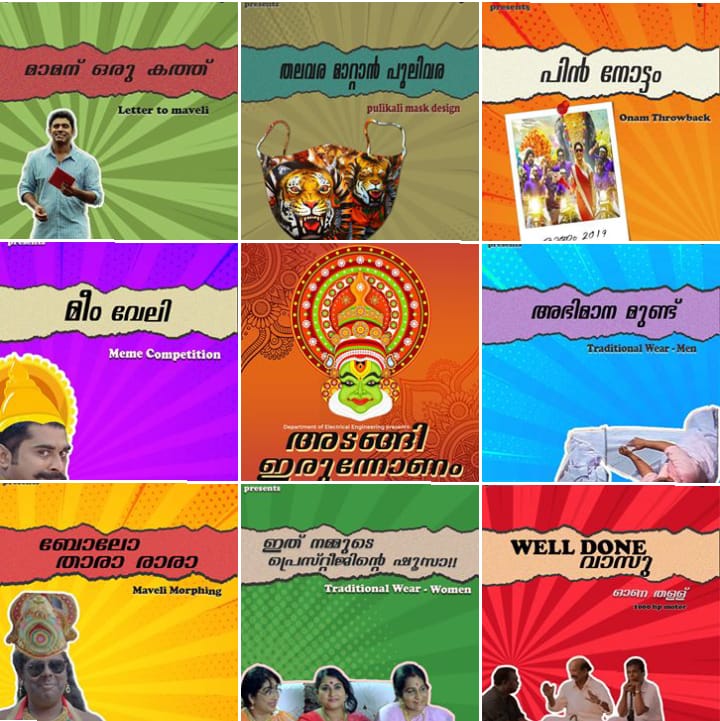 മാമന് ഒരു കത്ത്
Letter to maveli
presents
തലവര മാറ്റാൻ പുലിവര
pulikali mask design
presents
പിൻ നോട്ടം
Onam Throwback
ഓണം 2019
presents
മീം വേലി
Meme Competition
Department of Electrical Engineering presents
അടങ്ങി
ഇരുന്നോണം
presents
അഭിമാന മുണ്ട്
Traditional Wear - Men
presents
ബോലോ
താരാ രാരാ
Maveli Morphing
presents
ഇത് നമ്മുടെ
പ്രെസ്റ്റീജിന്റെ ഷൂസാ!!
Traditional Wear - Women
WELL DONE
വാസു
ഓണ തള്ള്
1000 hp motor